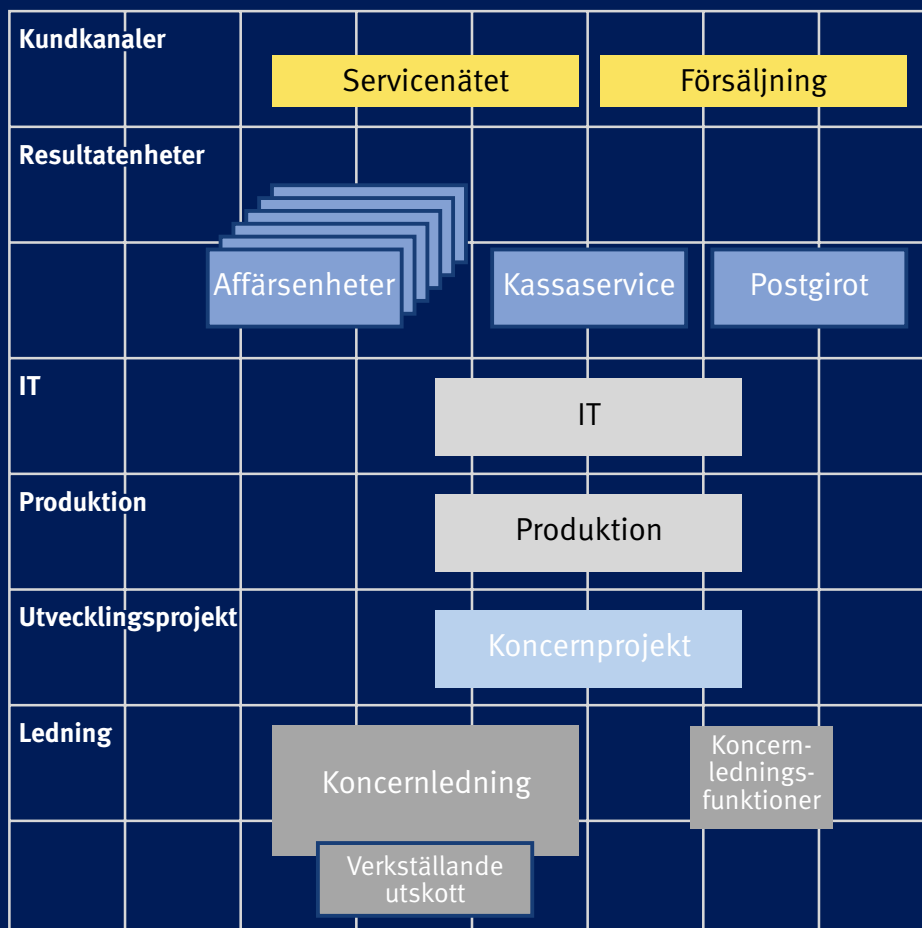 Kundkanaler
Servicenätet
Försäljning
Resultatenheter
Affärsenheter
Kassaservice
Postgirot
IT
IT
Produktion
Produktion
Utvecklingsprojekt
Koncernprojekt
Ledning
Koncernledning
Koncern-
lednings-
funktioner
Verkställande
utskott